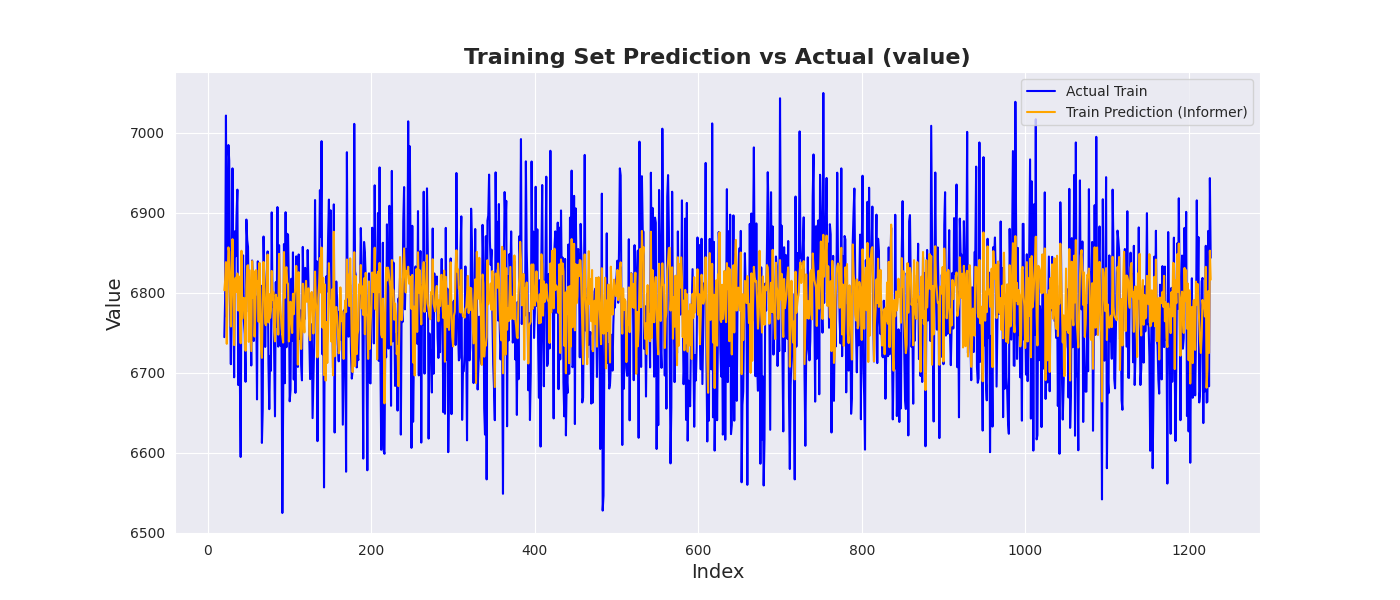 Training Set Prediction vs Actual (value)
Actual Train
Train Prediction (Informer)
7000
6900
6800
6700
6600
6500
Value
0 200 400 600 800 1000 1200
Index